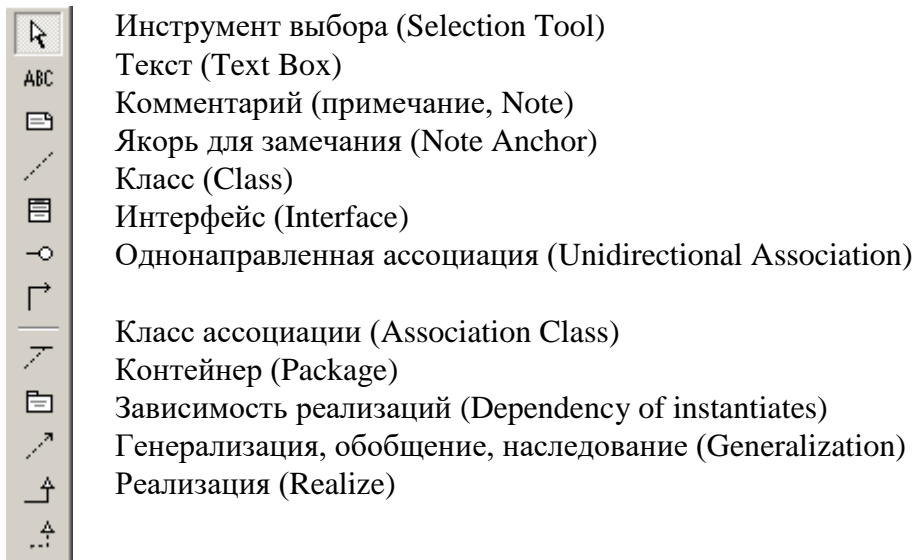 Инструмент выбора (Selection Tool)
ABC
Текст (Text Box)
Комментарий (примечание, Note)
Якорь для замечания (Note Anchor)
Класс (Class)
Интерфейс (Interface)
Однонаправленная ассоциация (Unidirectional Association)
Класс ассоциации (Association Class)
Контейнер (Package)
Зависимость реализаций (Dependency of instantiates)
Генерализация, обобщение, наследование (Generalization)
Реализация (Realize)